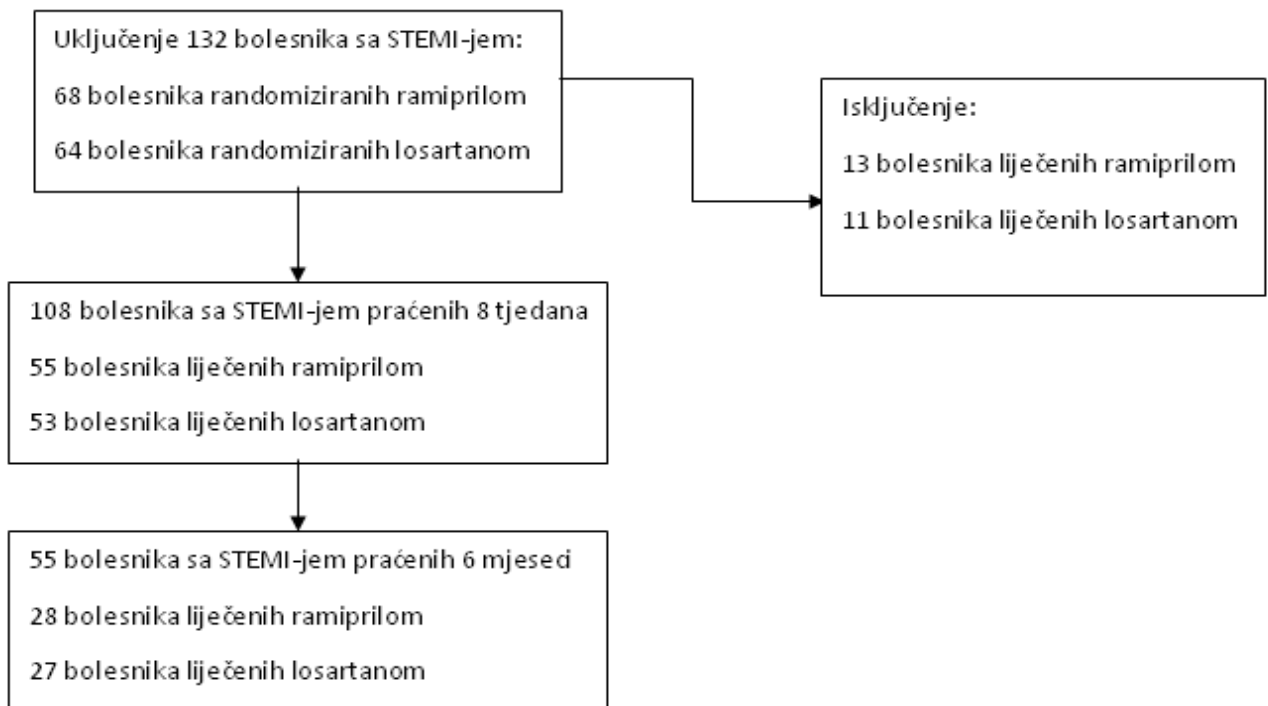 Uključenje 132 bolesnika sa STEMI-jem:
68 bolesnika randomiziranih ramiprilom
64 bolesnika randomiziranih losartanom
Isključenje:
13 bolesnika liječenih ramiprilom
11 bolesnika liječenih losartanom
108 bolesnika sa STEMI-jem praćenih 8 tjedana
55 bolesnika liječenih ramiprilom
53 bolesnika liječenih losartanom
55 bolesnika sa STEMI-jem praćenih 6 mjeseci
28 bolesnika liječenih ramiprilom
27 bolesnika liječenih losartanom